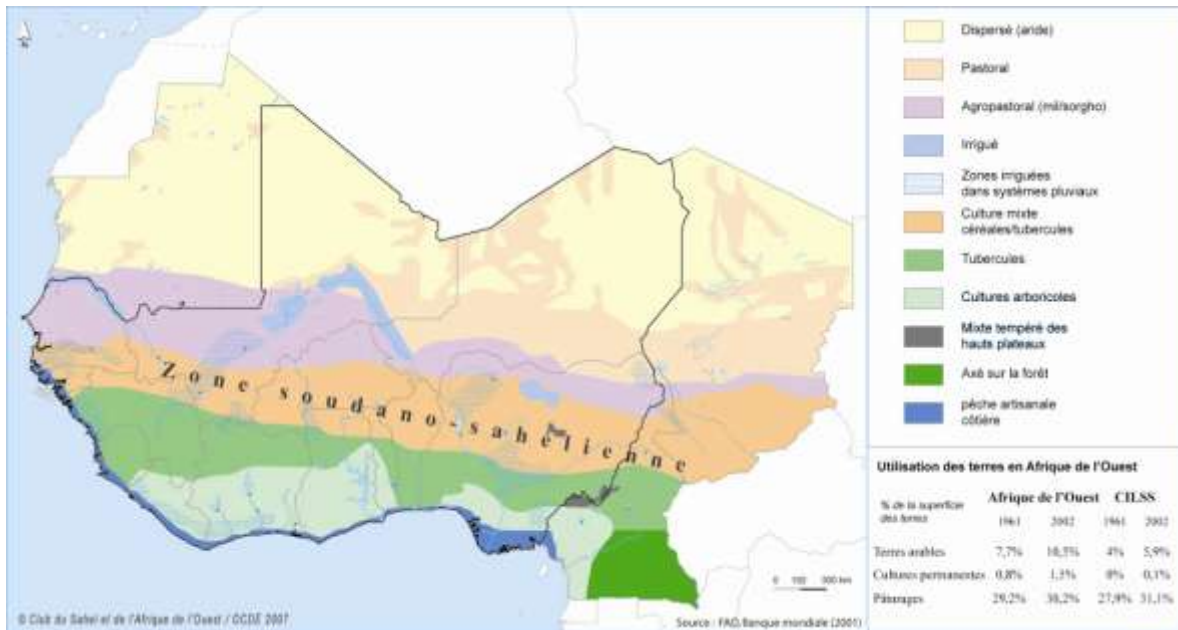 Zone soudano-sahélienne
0 100 300 km
© Club du Sahel et de l'Afrique de l'Ouest / OCDE 2007
Source : FAO, Banque mondiale (2001)
Dispersé (aride)
Pastoral
Agropastoral (mil/sorgho)
Irrigué
Zones irriguées
dans systèmes pluviaux
Culture mixte
céréales/tubercules
Tubercules
Cultures arboricoles
Mixte tempéré des
hauts plateaux
Axé sur la forêt
pêche artisanale
côtière
Utilisation des terres en Afrique de l'Ouest
% de la superficie
des terres
Afrique de l'Ouest CILSS
1961 2002 1961 2002
Terres arables 7,7% 10,5% 4% 5,9%
Cultures permanentes 0,8% 1,5% 0% 0,1%
Pâturages 29,2% 30,2% 27,9% 31,1%